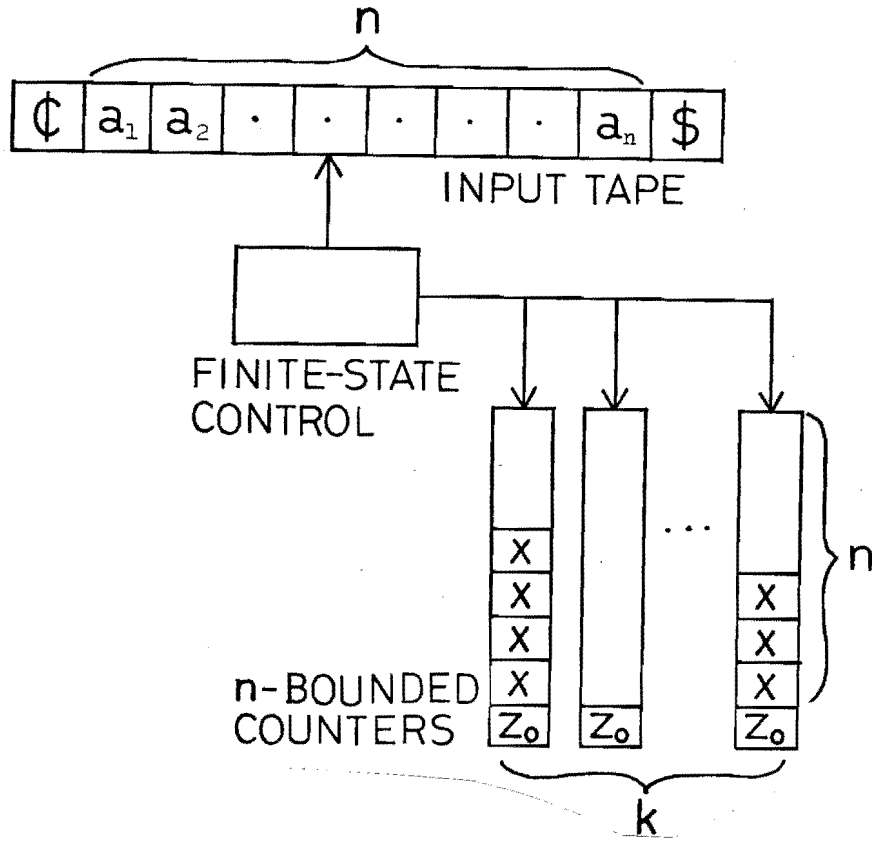 n
¢ a₁ a₂ · · · · · aₙ $
INPUT TAPE
FINITE-STATE
CONTROL
X
X X
X X
X X
...
n
n-BOUNDED
COUNTERS
Z₀ Z₀ Z₀
k